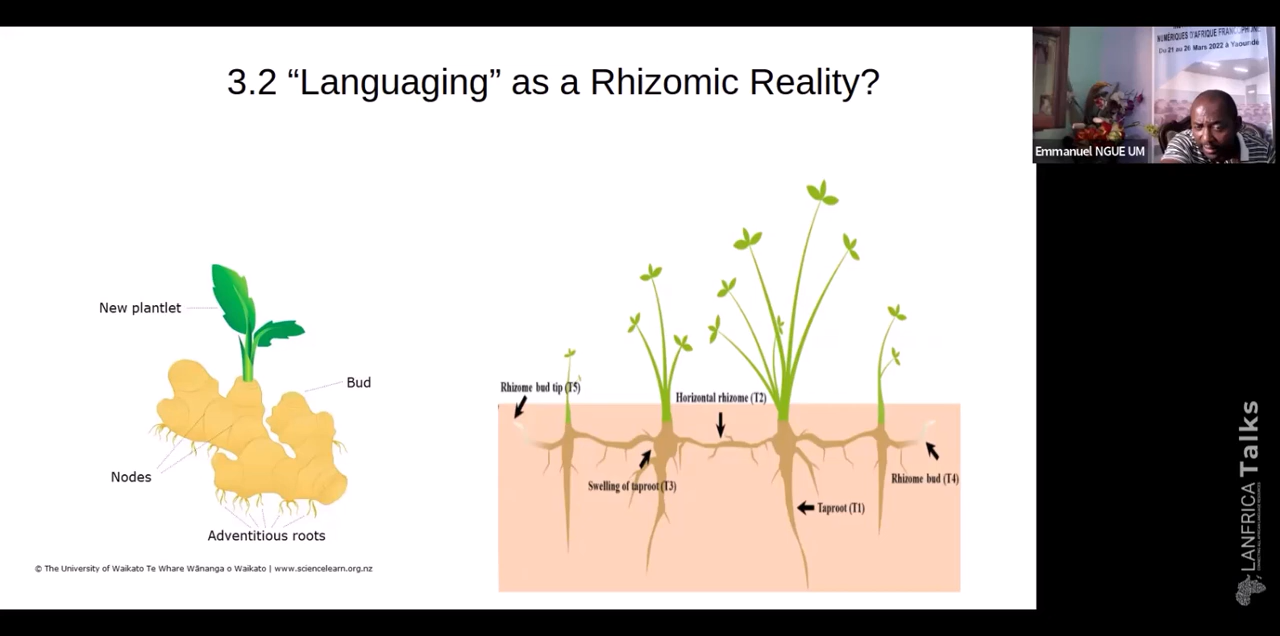 3.2 “Languaging” as a Rhizomic Reality?
NUMÉRIQUES D'AFRIQUE FRANCOPHONE
Du 21 au 26 Mars 2022 à Yaoundé
Emmanuel NGUE UM
New plantlet
Bud
Nodes
Adventitious roots
© The University of Waikato Te Whare Wānanga o Waikato | www.sciencelearn.org.nz
Rhizome bud tip (T5)
Horizontal rhizome (T2)
Swelling of taproot (T3)
Rhizome bud (T4)
Taproot (T1)
LANFRICA Talks